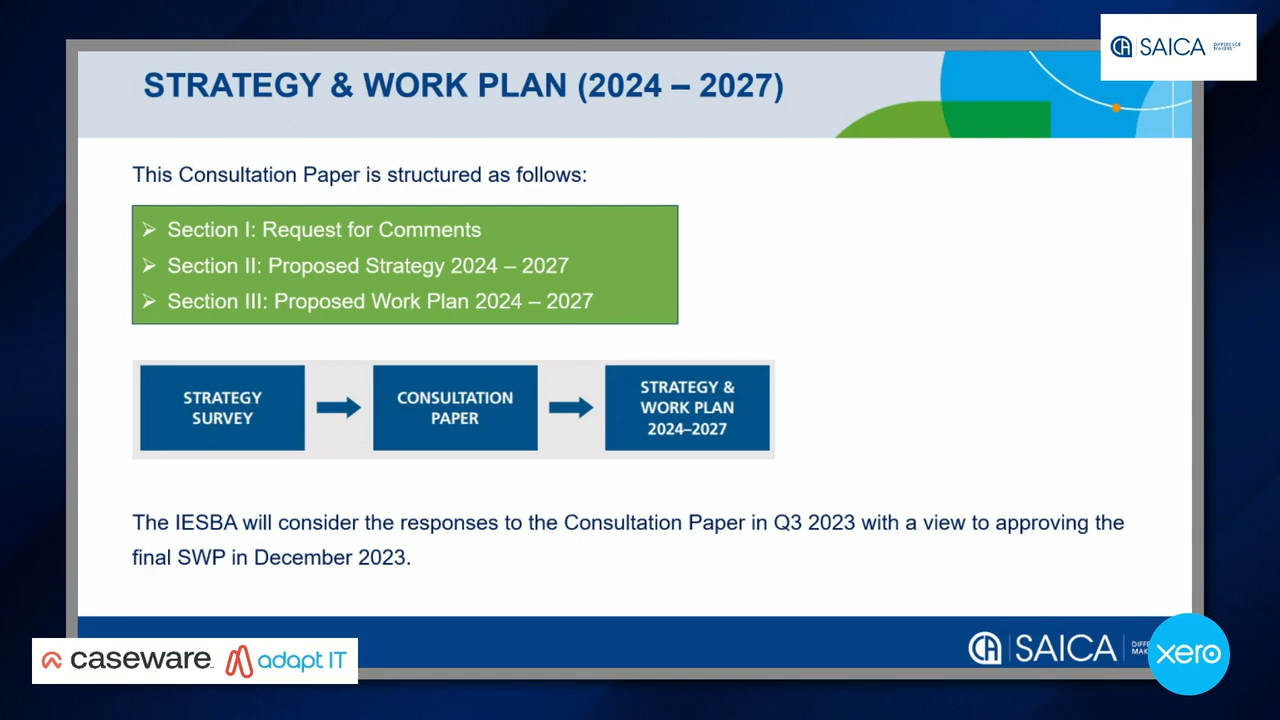 SAICA DIFFERENCE MAKERS
STRATEGY & WORK PLAN (2024 – 2027)
This Consultation Paper is structured as follows:
Section I: Request for Comments
Section II: Proposed Strategy 2024 – 2027
Section III: Proposed Work Plan 2024 – 2027
STRATEGY
SURVEY
CONSULTATION
PAPER
STRATEGY &
WORK PLAN
2024–2027
The IESBA will consider the responses to the Consultation Paper in Q3 2023 with a view to approving the
final SWP in December 2023.
caseware adapt IT
SAICA
xero